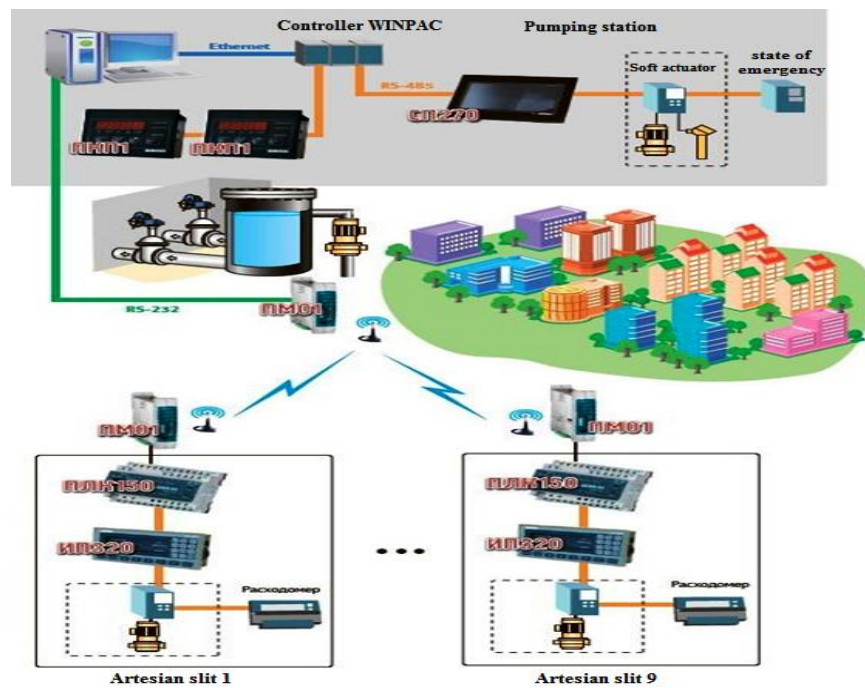 Controller WINPAC
Pumping station
Ethernet
RS-485
Soft actuator
state of
emergency
СП270
ПКП1
ПКП1
RS-232
ПМ01
ПМ01
ПМ01
ПЛК150
ПЛК150
ИП320
ИП320
Расходомер
Расходомер
Artesian slit 1
Artesian slit 9